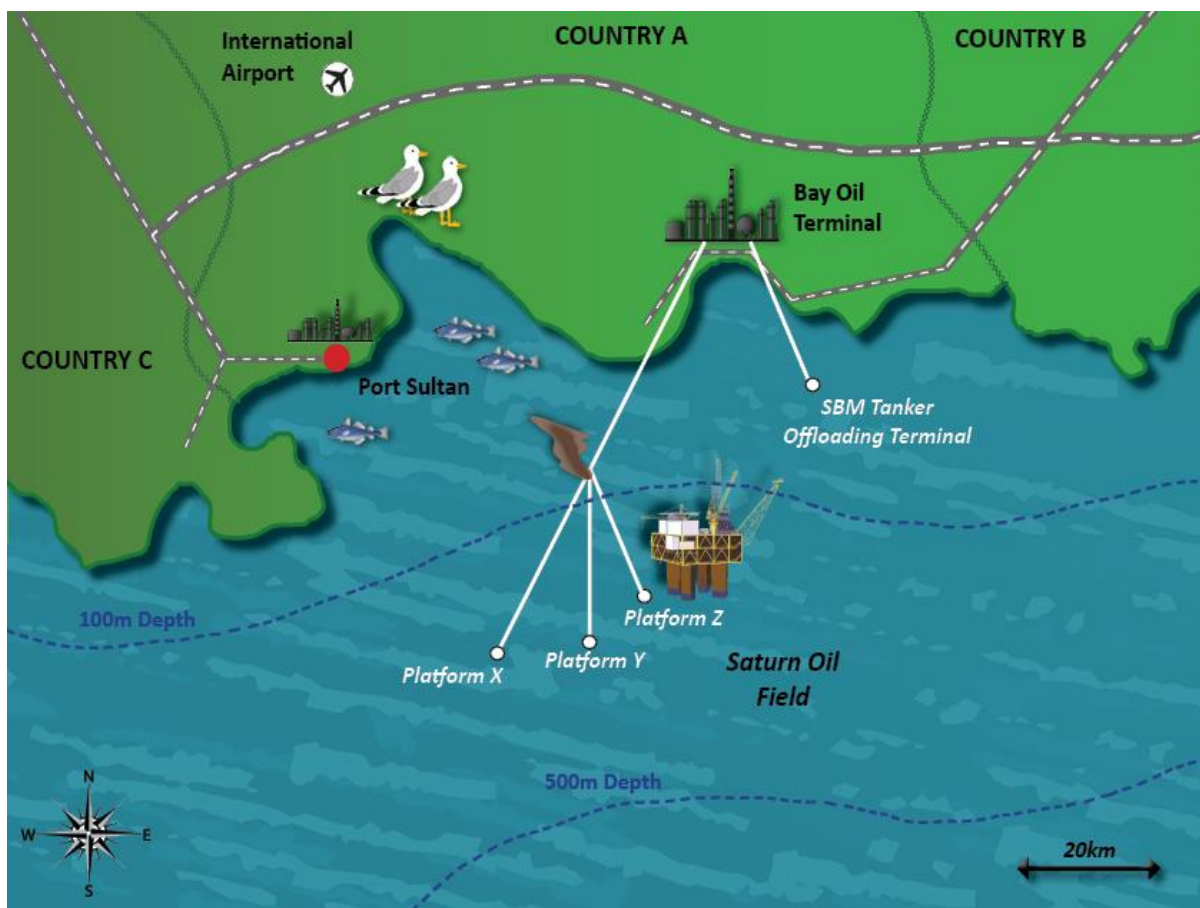 International
Airport
COUNTRY A
COUNTRY B
Bay Oil
Terminal
COUNTRY C
Port Sultan
SBM Tanker
Offloading Terminal
100m Depth
Platform Z
Platform Y
Platform X
Saturn Oil
Field
500m Depth
N
W
E
S
20km